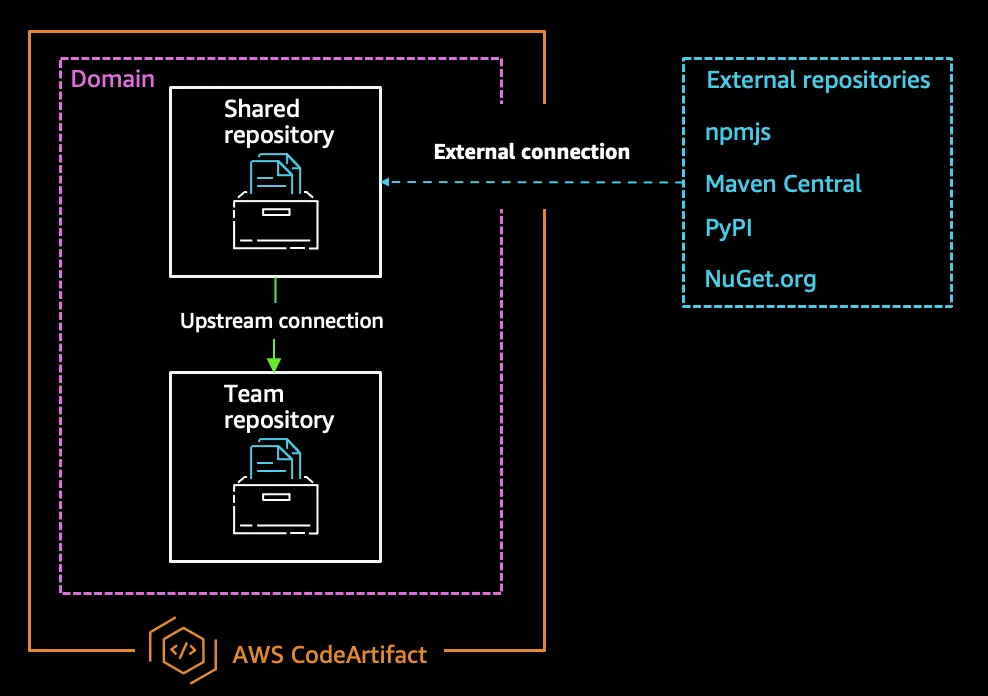 Domain
Shared
repository
External connection
External repositories
npmjs
Maven Central
PyPI
NuGet.org
Upstream connection
Team
repository
</>
AWS CodeArtifact